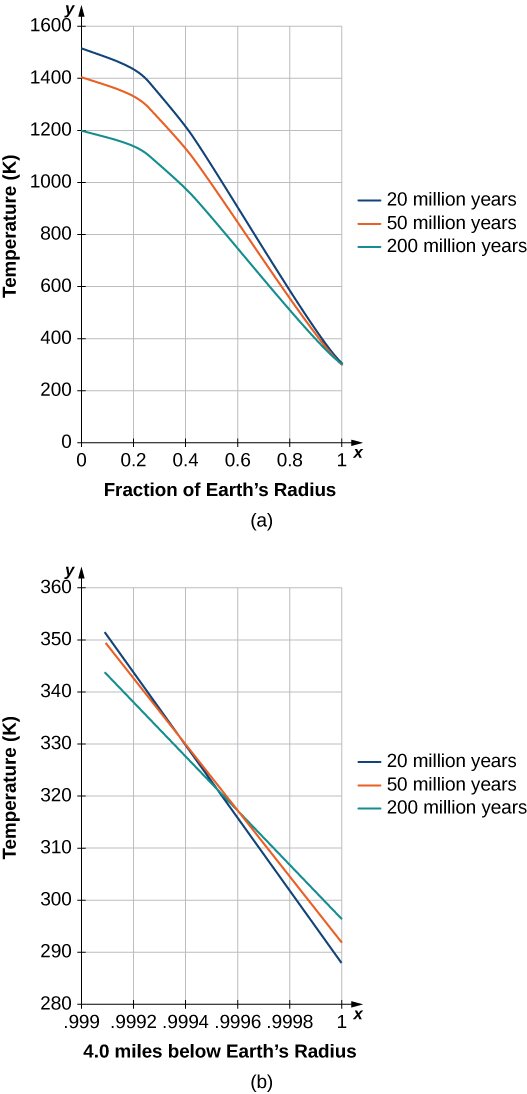 y
1600
1400
1200
1000
800
600
400
200
0
Temperature (K)
0 0.2 0.4 0.6 0.8 1 x
Fraction of Earth’s Radius
20 million years
50 million years
200 million years
(a)
y
360
350
340
330
320
310
300
290
280
Temperature (K)
.999 .9992 .9994 .9996 .9998 1 x
4.0 miles below Earth’s Radius
20 million years
50 million years
200 million years
(b)